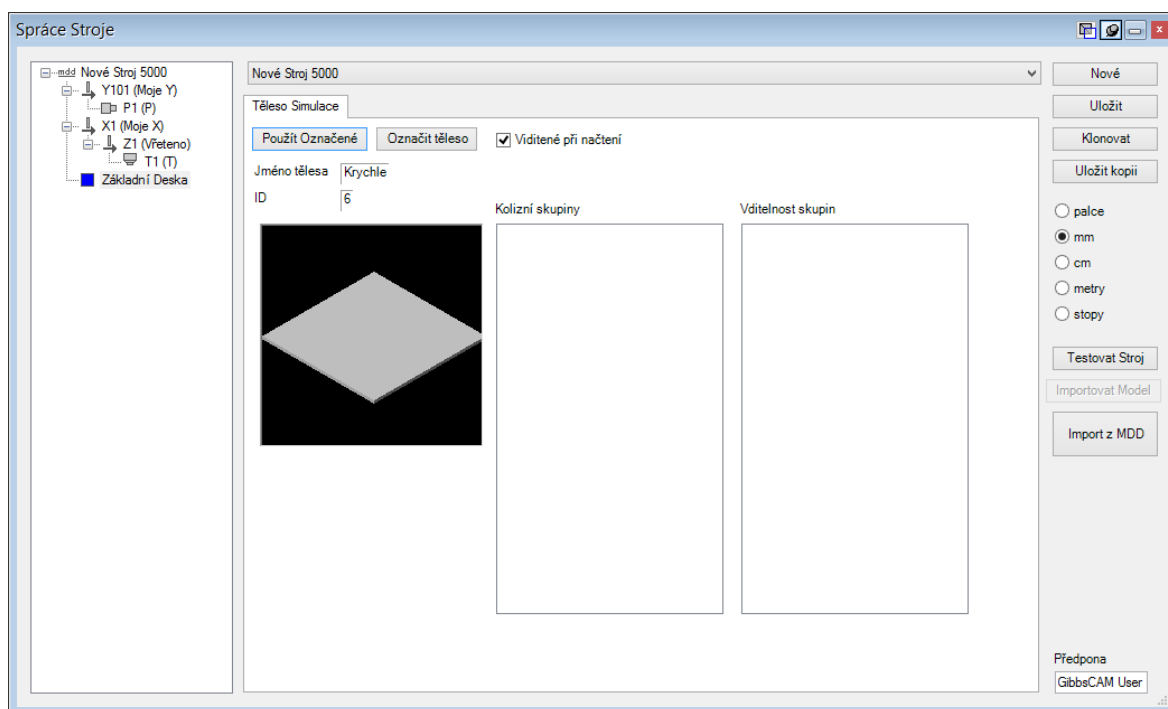 Spráce Stroje
mdd Nové Stroj 5000
Y101 (Moje Y)
P1 (P)
X1 (Moje X)
Z1 (Vřeteno)
T1 (T)
Základní Deska
Nové Stroj 5000
Těleso Simulace
Použít Označené
Označit těleso
Viditené při načtení
Jméno tělesa
Krychle
ID
6
Kolizní skupiny
Vditelnost skupin
Nové
Uložit
Klonovat
Uložit kopii
palce
mm
cm
metry
stopy
Testovat Stroj
Importovat Model
Import z MDD
Předpona
GibbsCAM User